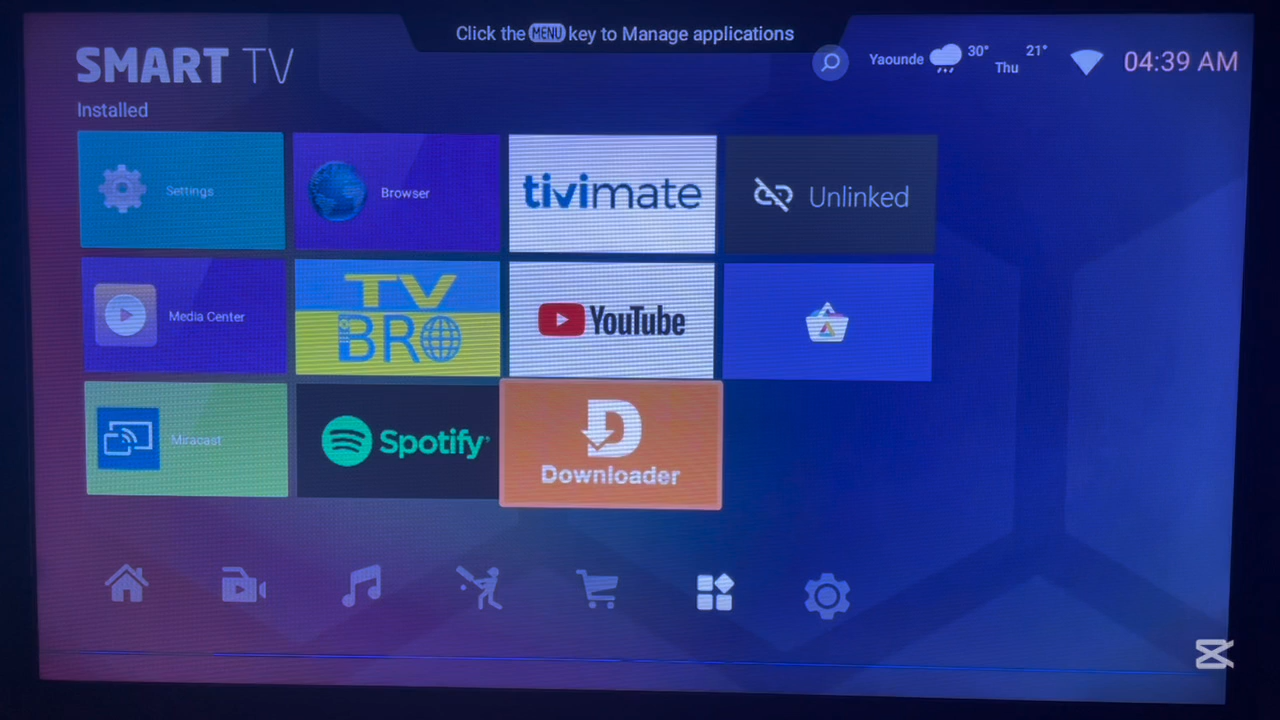 Click the MENU key to Manage applications
SMART TV
Yaounde 30° Thu 21° 04:39 AM
Installed
Settings
Browser
tivimate
Unlinked
Media Center
TV
BRO
YouTube
Miracast
Spotify
Downloader